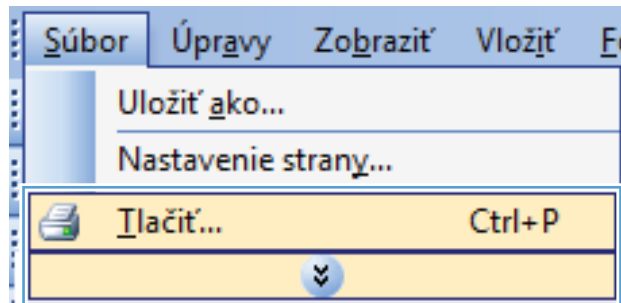 Súbor Úpravy Zobraziť Vložiť
Uložiť ako...
Nastavenie strany...
Tlačiť... Ctrl+P